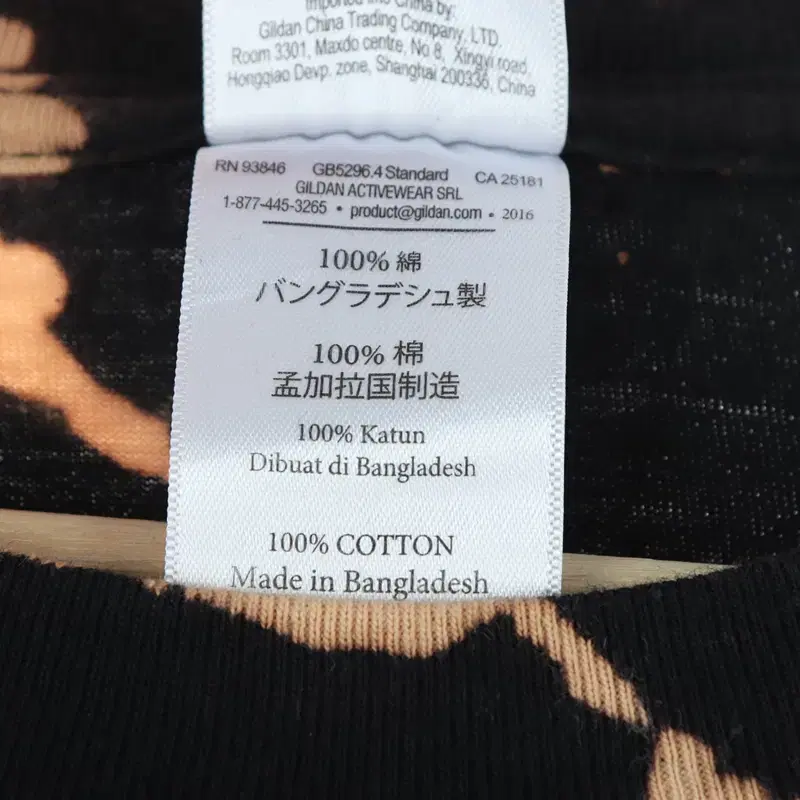 Imported into China by:
Gildan China Trading Company, LTD.
Room 3301, Maxdo centre, No 8, Xingyi road,
Hongqiao Devp. zone, Shanghai 200336, China
RN 93846 GB5296.4 Standard CA 25181
GILDAN ACTIVEWEAR SRL
1-877-445-3265 • product@gildan.com • 2016
100% 綿
バングラデシュ製
100% 棉
孟加拉国制造
100% Katun
Dibuat di Bangladesh
100% COTTON
Made in Bangladesh